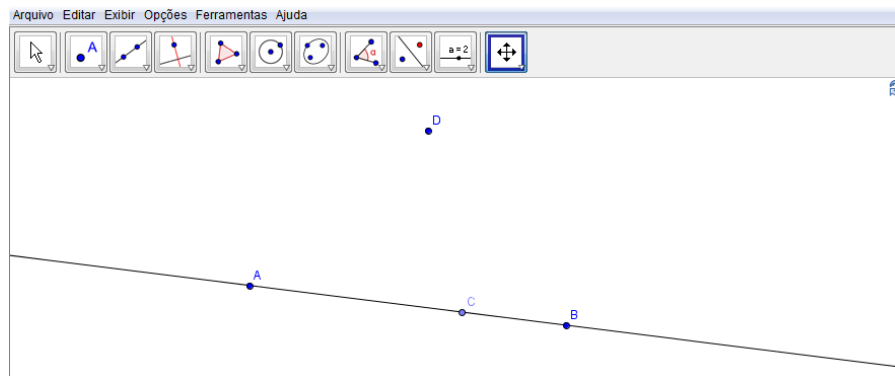 Arquivo Editar Exibir Opções Ferramentas Ajuda
A
α
a = 2
D
A
C
B